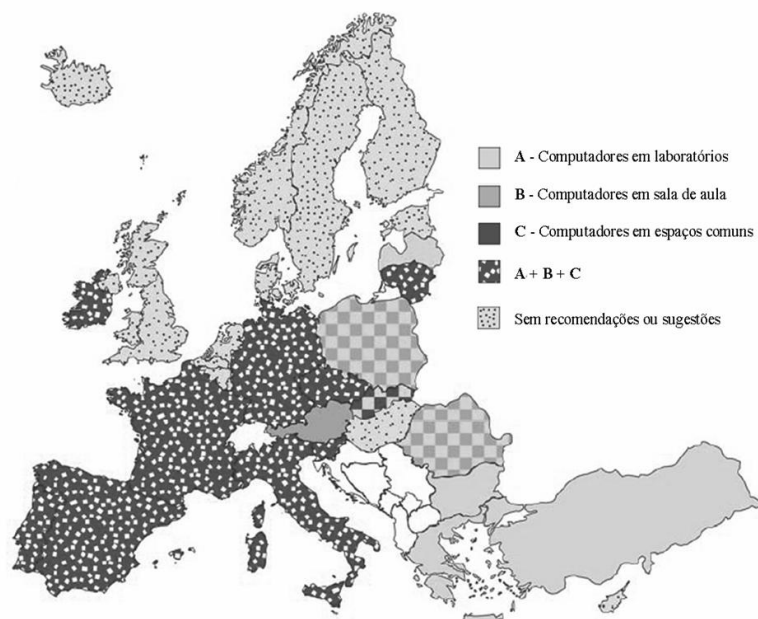 A - Computadores em laboratórios
B - Computadores em sala de aula
C - Computadores em espaços comuns
A + B + C
Sem recomendações ou sugestões